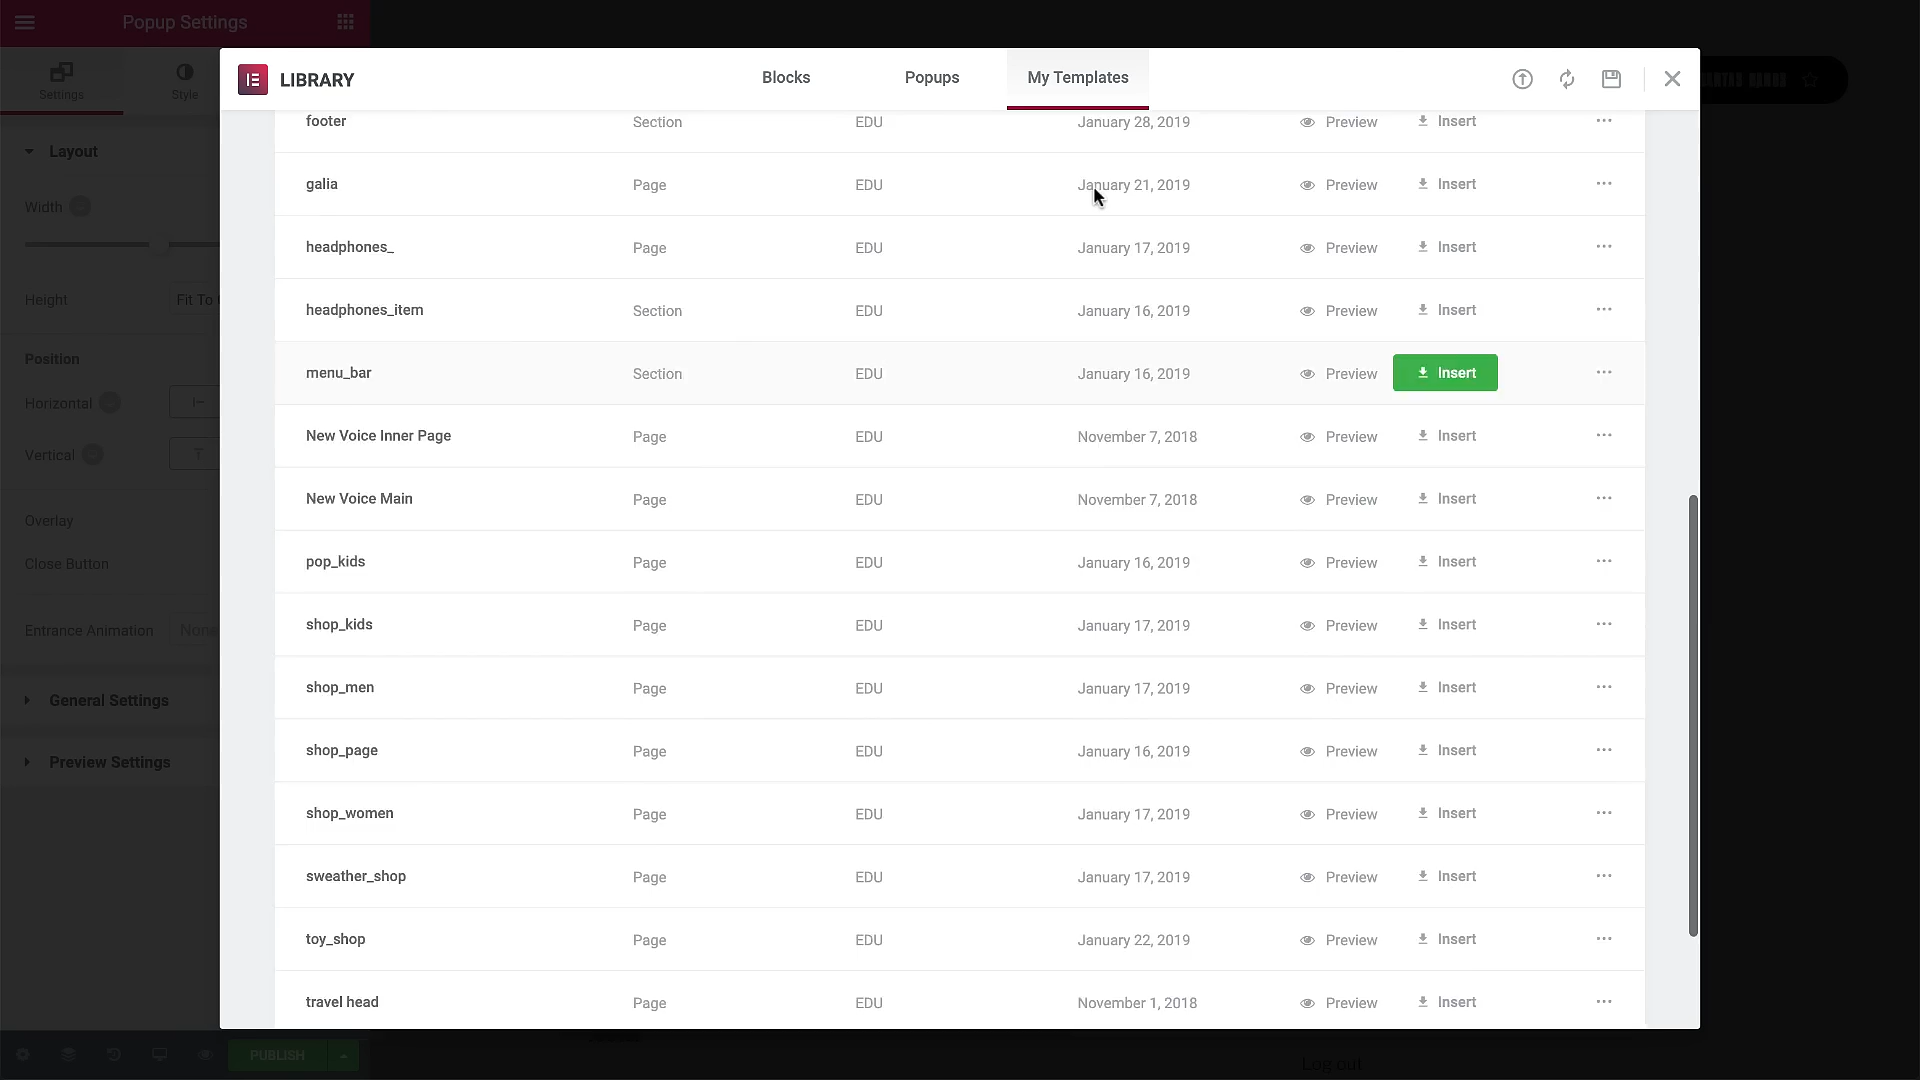 Popup Settings
Settings
Style
LIBRARY
Blocks
Popups
My Templates
footer Section EDU January 28, 2019 Preview Insert
galia Page EDU January 21, 2019 Preview Insert
headphones_ Page EDU January 17, 2019 Preview Insert
headphones_item Section EDU January 16, 2019 Preview Insert
menu_bar Section EDU January 16, 2019 Preview Insert
New Voice Inner Page Page EDU November 7, 2018 Preview Insert
New Voice Main Page EDU November 7, 2018 Preview Insert
pop_kids Page EDU January 16, 2019 Preview Insert
shop_kids Page EDU January 17, 2019 Preview Insert
shop_men Page EDU January 17, 2019 Preview Insert
shop_page Page EDU January 16, 2019 Preview Insert
shop_women Page EDU January 17, 2019 Preview Insert
sweather_shop Page EDU January 17, 2019 Preview Insert
toy_shop Page EDU January 22, 2019 Preview Insert
travel head Page EDU November 1, 2018 Preview Insert
Layout
Width
Height Fit To
Position
Horizontal
Vertical
Overlay
Close Button
Entrance Animation None
General Settings
Preview Settings
PUBLISH
Log out